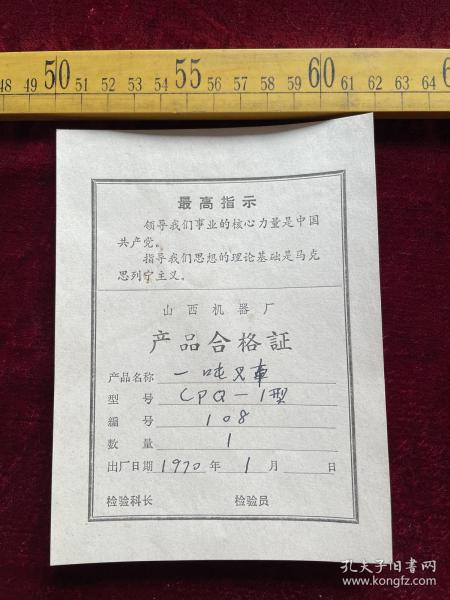 48 49 50 51 52 53 54 55 56 57 58 59 60 61 62 63 64
最高指示
领导我们事业的核心力量是中国
共产党。
指导我们思想的理论基础是马克
思列宁主义。
山西机器厂
产品合格証
产品名称 一吨叉車
型号 CPQ－1型
编号 108
数量 1
出厂日期 1970年 1月 日
检验科长 检验员
孔夫子旧书网
www.kongfz.com